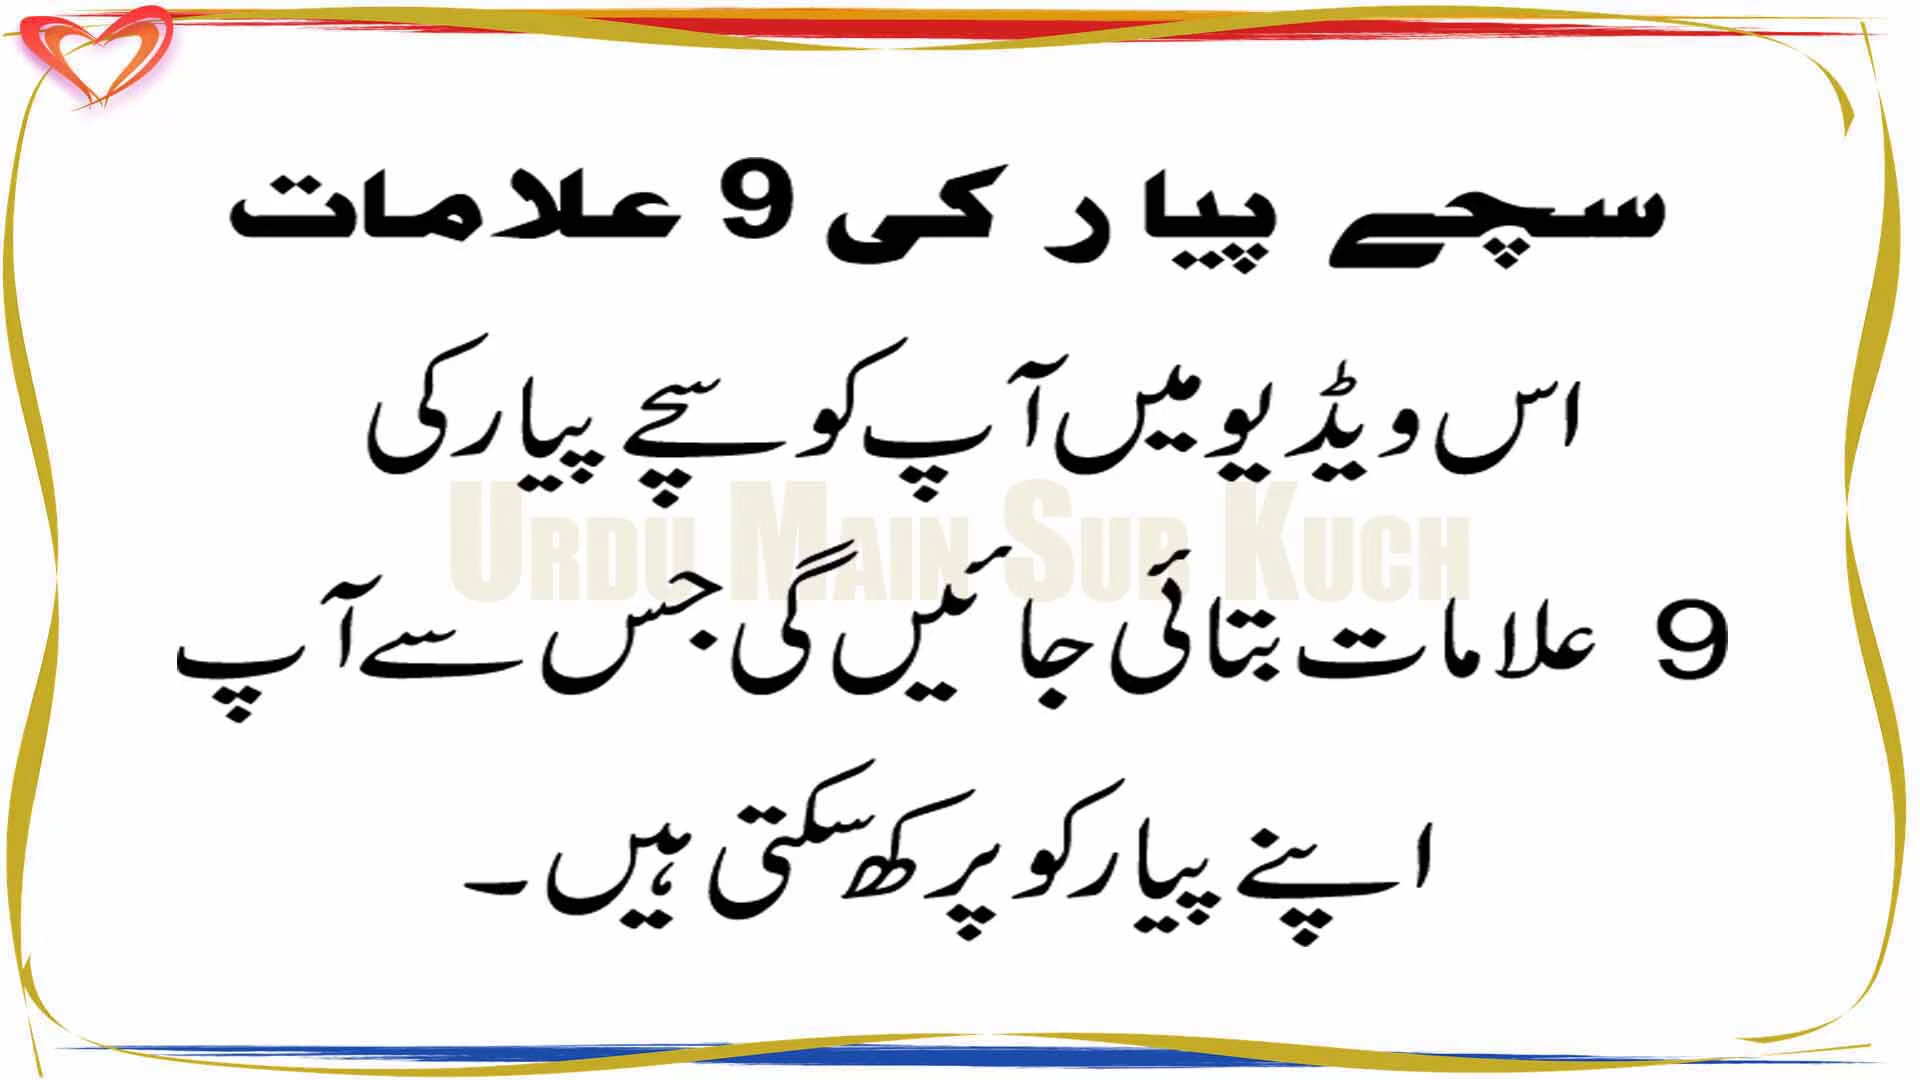 سچے پیار کی 9 علامات
اس ویڈیو میں آپ کو سچے پیار کی
Urdu Main Sub Kuch
9 علامات بتائی جائیں گی جس سے آپ
اپنے پیار کو پرکھ سکتی ہیں۔